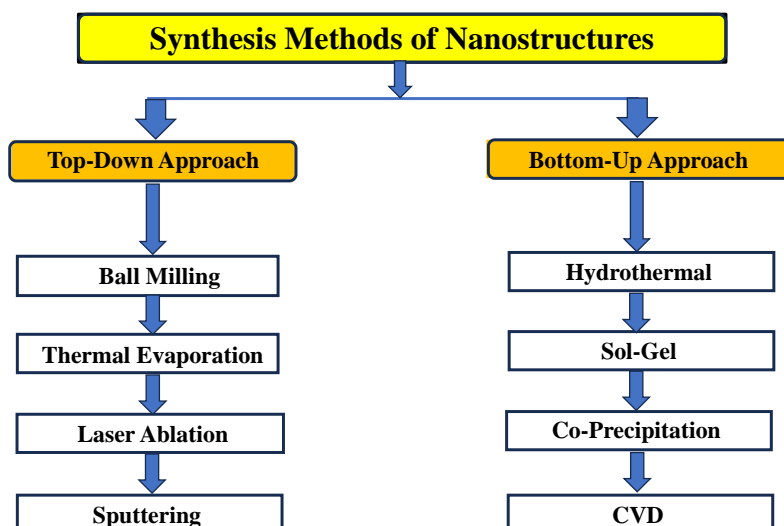 Synthesis Methods of Nanostructures
Top-Down Approach
Bottom-Up Approach
Ball Milling
Hydrothermal
Thermal Evaporation
Sol-Gel
Laser Ablation
Co-Precipitation
Sputtering
CVD